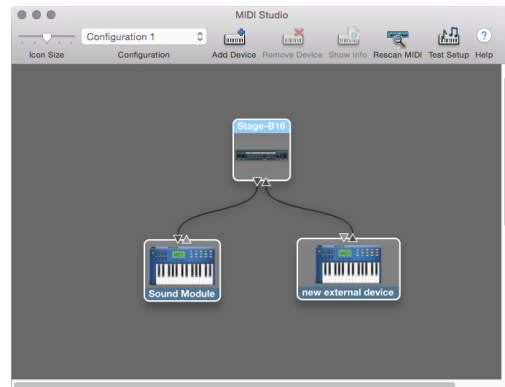 MIDI Studio
Configuration 1
Icon Size
Configuration
Add Device
Remove Device
Show Info
Rescan MIDI
Test Setup
?
Help
Stage-B16
Sound Module
new external device